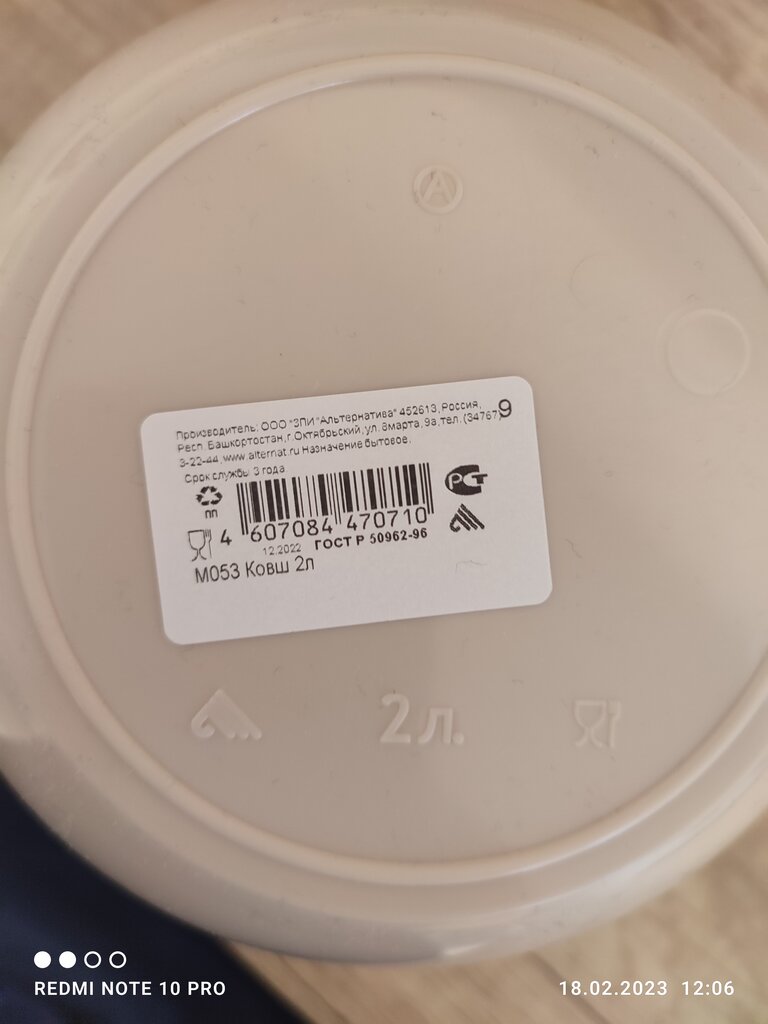 A
Производитель: ООО "ЗПИ "Альтернатива" 452613, Россия,
Респ. Башкортостан, г. Октябрьский, ул. 8марта, 9а, тел. (34767)
9
3-22-44, www.alternat.ru Назначение бытовое.
Срок службы 3 года
РСТ
ПП
4 607084 470710
12.2022 ГОСТ Р 50962-96
М053 Ковш 2л
2 л.
REDMI NOTE 10 PRO 18.02.2023 12:06